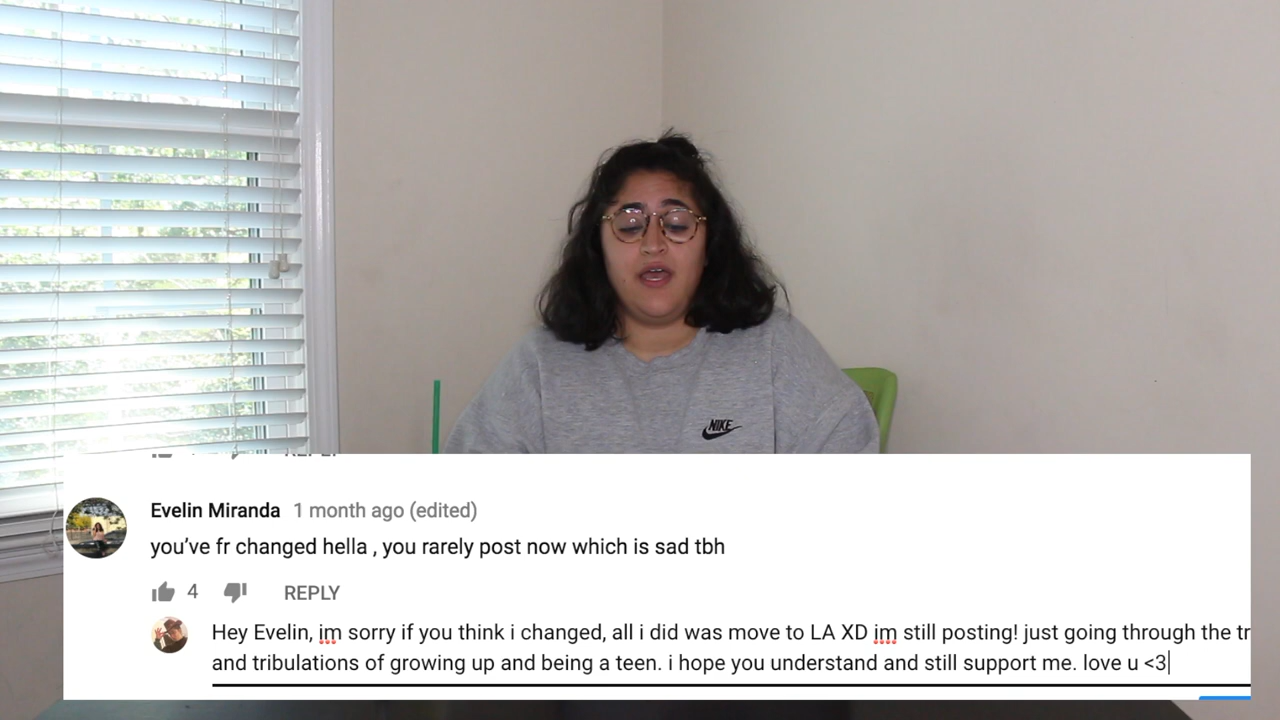 NIKE
Evelin Miranda 1 month ago (edited)
you've fr changed hella , you rarely post now which is sad tbh
4 REPLY
Hey Evelin, im sorry if you think i changed, all i did was move to LA XD im still posting! just going through the tr
and tribulations of growing up and being a teen. i hope you understand and still support me. love u <3